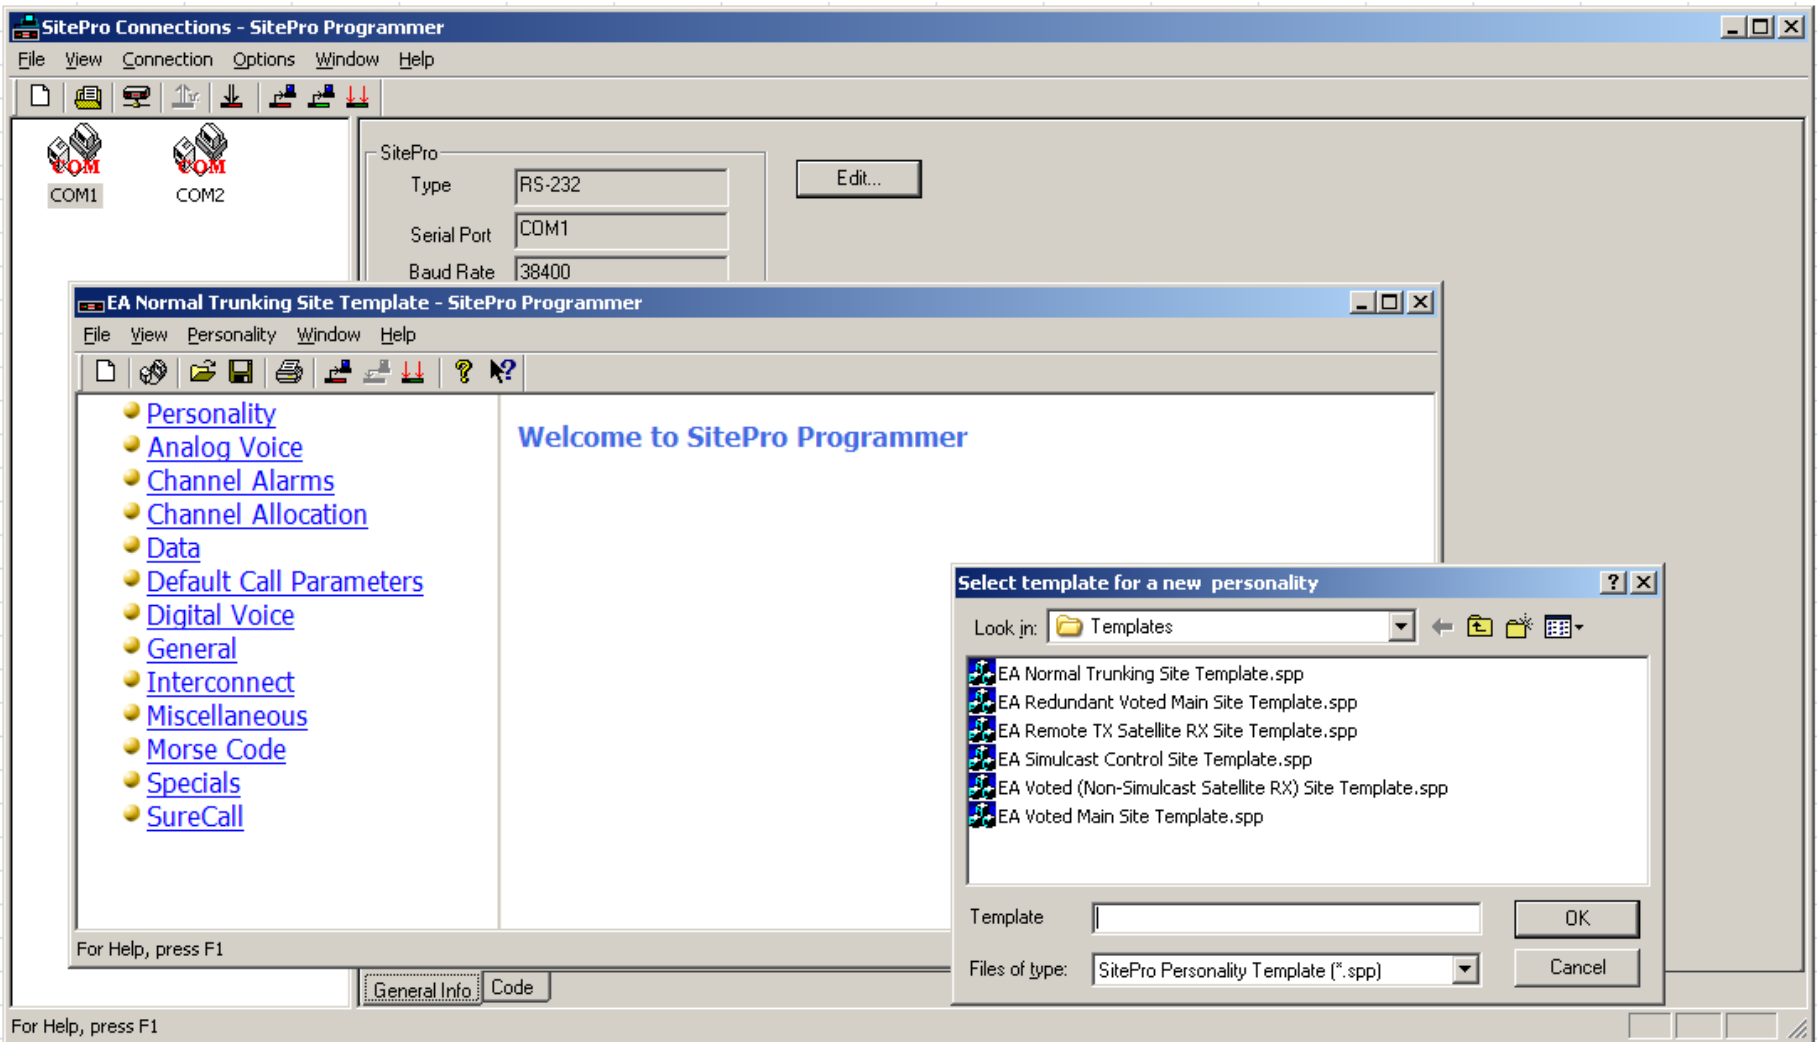 SitePro Connections - SitePro Programmer
File View Connection Options Window Help
COM
COM
COM1
COM2
SitePro
Type RS-232
Edit...
Serial Port COM1
Baud Rate 38400
EA Normal Trunking Site Template - SitePro Programmer
File View Personality Window Help
Personality
Analog Voice
Channel Alarms
Channel Allocation
Data
Default Call Parameters
Digital Voice
General
Interconnect
Miscellaneous
Morse Code
Specials
SureCall
Welcome to SitePro Programmer
For Help, press F1
Select template for a new  personality
Look in: Templates
EA Normal Trunking Site Template.spp
EA Redundant Voted Main Site Template.spp
EA Remote TX Satellite RX Site Template.spp
EA Simulcast Control Site Template.spp
EA Voted (Non-Simulcast Satellite RX) Site Template.spp
EA Voted Main Site Template.spp
Template
OK
Files of type: SitePro Personality Template (*.spp)
Cancel
General Info Code
For Help, press F1